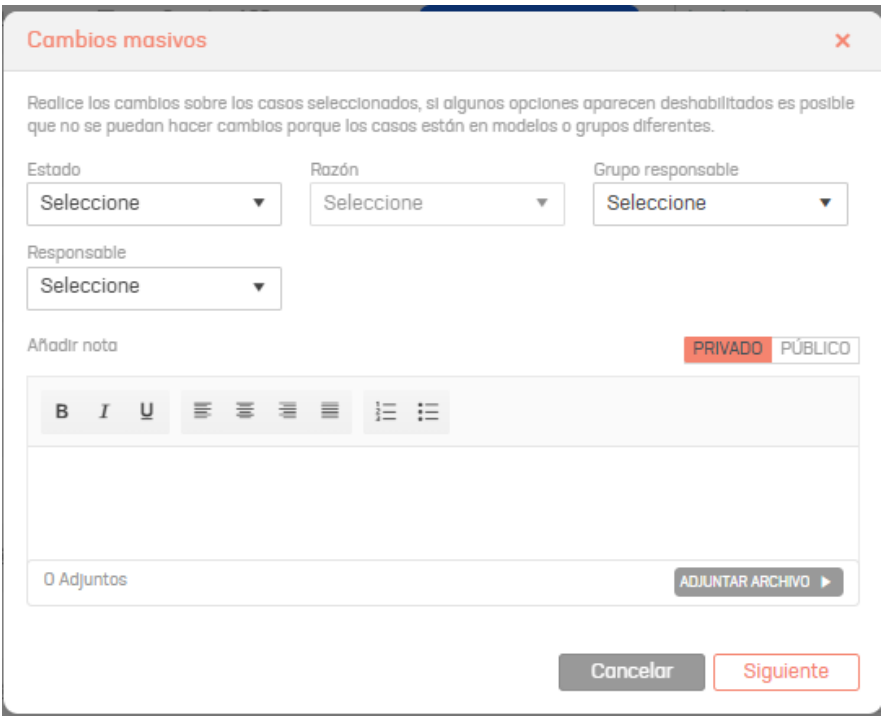 Cambios masivos
Realice los cambios sobre los casos seleccionados, si algunos opciones aparecen deshabilitados es posible
que no se puedan hacer cambios porque los casos están en modelos o grupos diferentes.
Estado Razón Grupo responsable
Seleccione Seleccione Seleccione
Responsable
Seleccione
Añadir nota PRIVADO PÚBLICO
B I U
0 Adjuntos ADJUNTAR ARCHIVO
Cancelar Siguiente